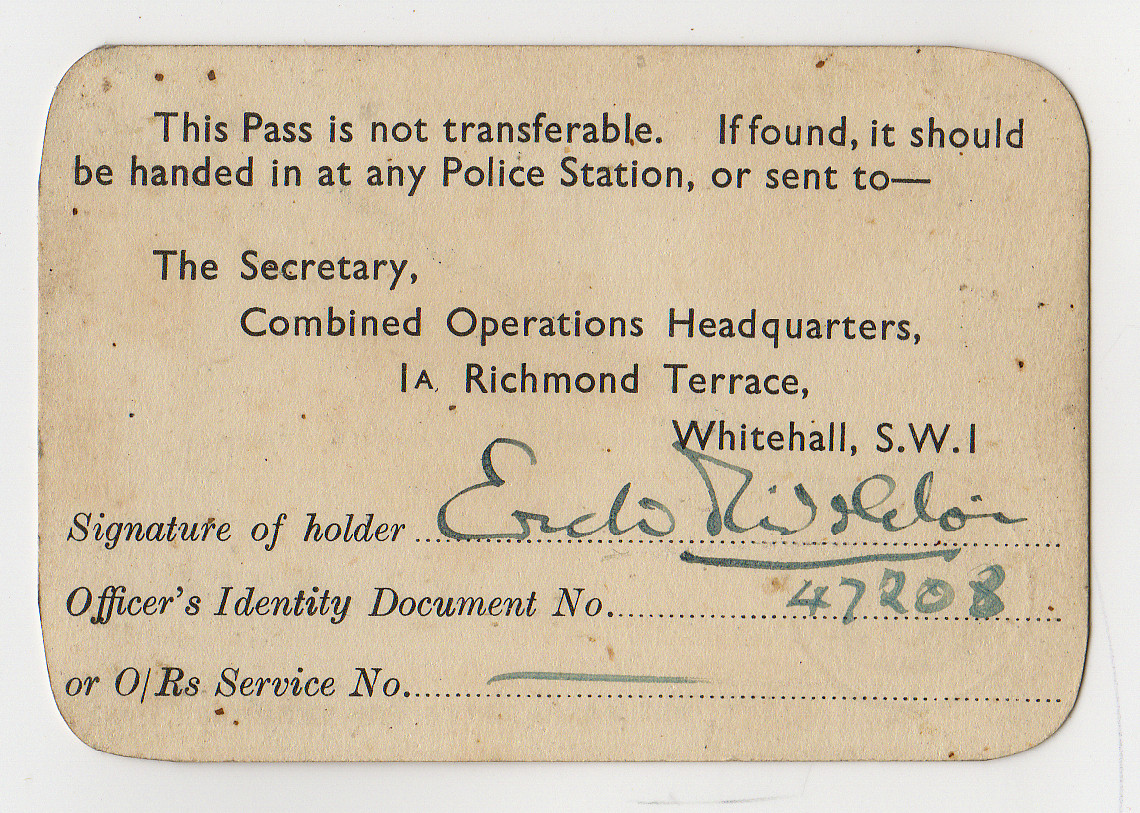 This Pass is not transferable. If found, it should
be handed in at any Police Station, or sent to—
The Secretary,
Combined Operations Headquarters,
1A, Richmond Terrace,
Whitehall, S.W.1
Signature of holder
Officer's Identity Document No. 47208
or O/Rs Service No.